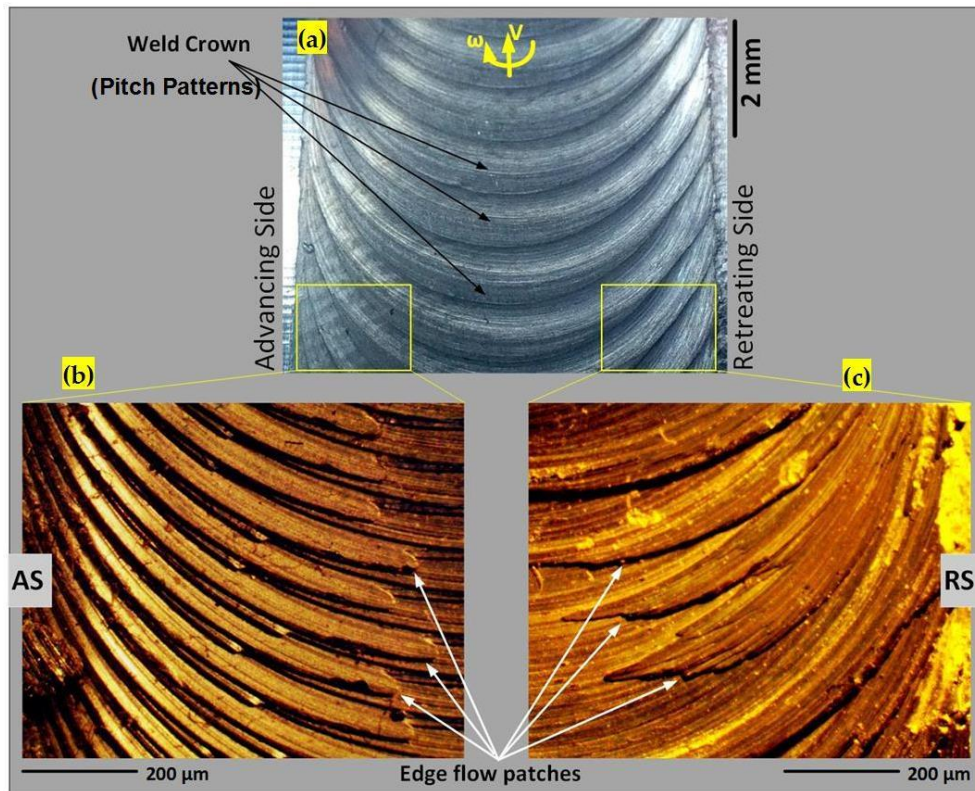 (a)
Weld Crown
(Pitch Patterns)
ω V
2 mm
Advancing Side
Retreating Side
(b)
(c)
AS
RS
200 µm
Edge flow patches
200 µm